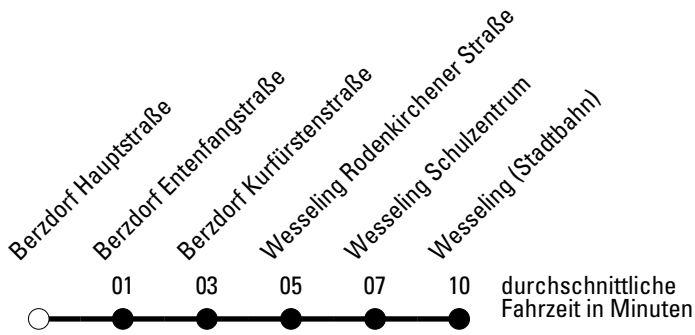 Berzdorf Hauptstraße
Berzdorf Entenfangstraße
Berzdorf Kurfürstenstraße
Wesseling Rodenkirchener Straße
Wesseling Schulzentrum
Wesseling (Stadtbahn)
01 03 05 07 10
durchschnittliche
Fahrzeit in Minuten